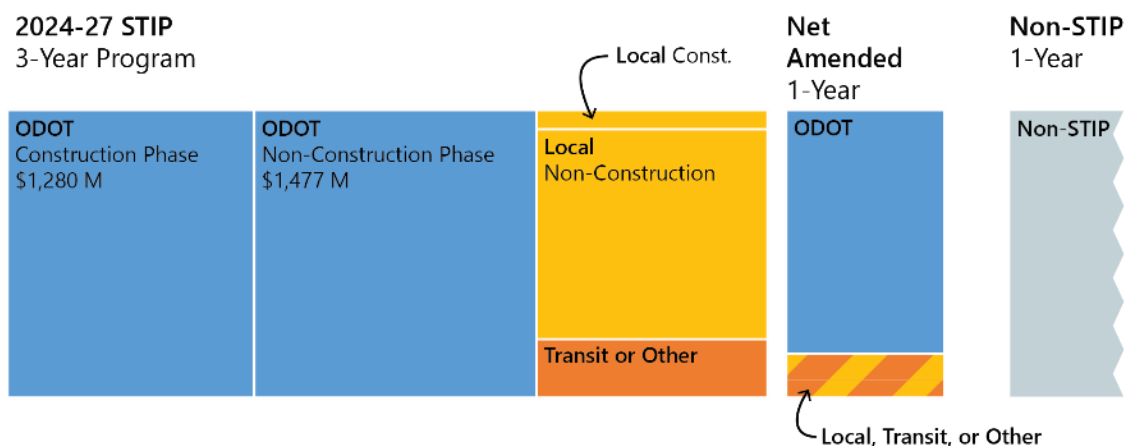 2024-27 STIP
3-Year Program
Local Const.
Net
Amended
1-Year
Non-STIP
1-Year
ODOT
Construction Phase
$1,280 M
ODOT
Non-Construction Phase
$1,477 M
Local
Non-Construction
Transit or Other
ODOT
Local, Transit, or Other
Non-STIP